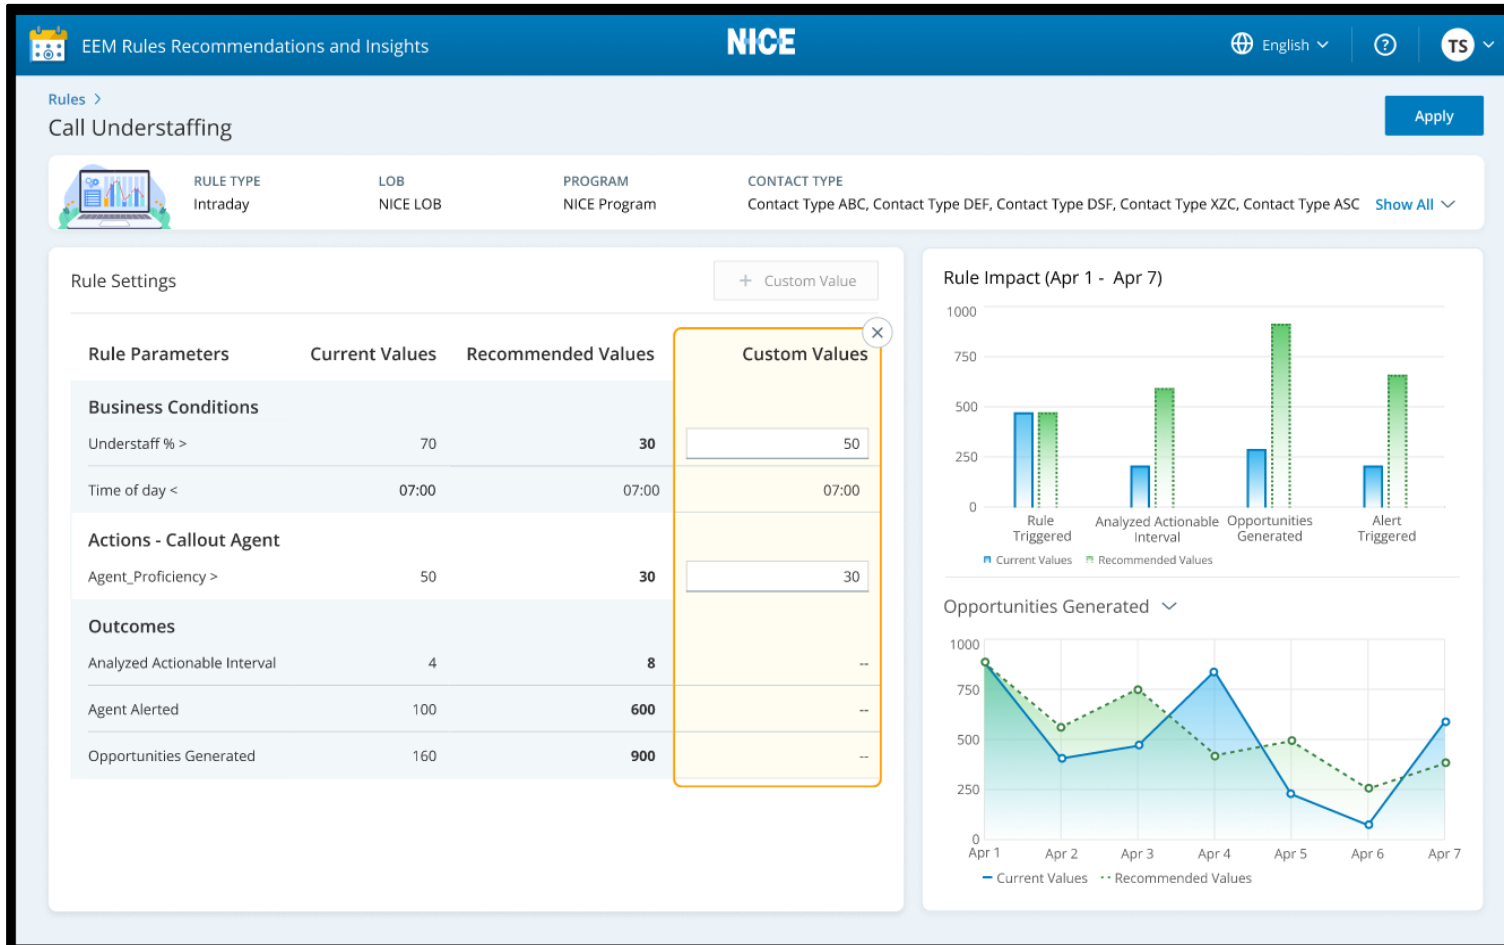 EEM Rules Recommendations and Insights
NICE
English
?
TS
Rules >
Call Understaffing
Apply
RULE TYPE
LOB
PROGRAM
CONTACT TYPE
Intraday
NICE LOB
NICE Program
Contact Type ABC, Contact Type DEF, Contact Type DSF, Contact Type XZC, Contact Type ASC
Show All
Rule Settings
+ Custom Value
Rule Parameters
Current Values
Recommended Values
Custom Values
Business Conditions
Understaff % > 70 30 50
Time of day < 07:00 07:00 07:00
Actions - Callout Agent
Agent_Proficiency > 50 30 30
Outcomes
Analyzed Actionable Interval 4 8 --
Agent Alerted 100 600 --
Opportunities Generated 160 900 --
Rule Impact (Apr 1 - Apr 7)
1000
750
500
250
0
Rule
Triggered
Analyzed Actionable
Interval
Opportunities
Generated
Alert
Triggered
Current Values
Recommended Values
Opportunities Generated
1000
750
500
250
0
Apr 1
Apr 2
Apr 3
Apr 4
Apr 5
Apr 6
Apr 7
Current Values
Recommended Values